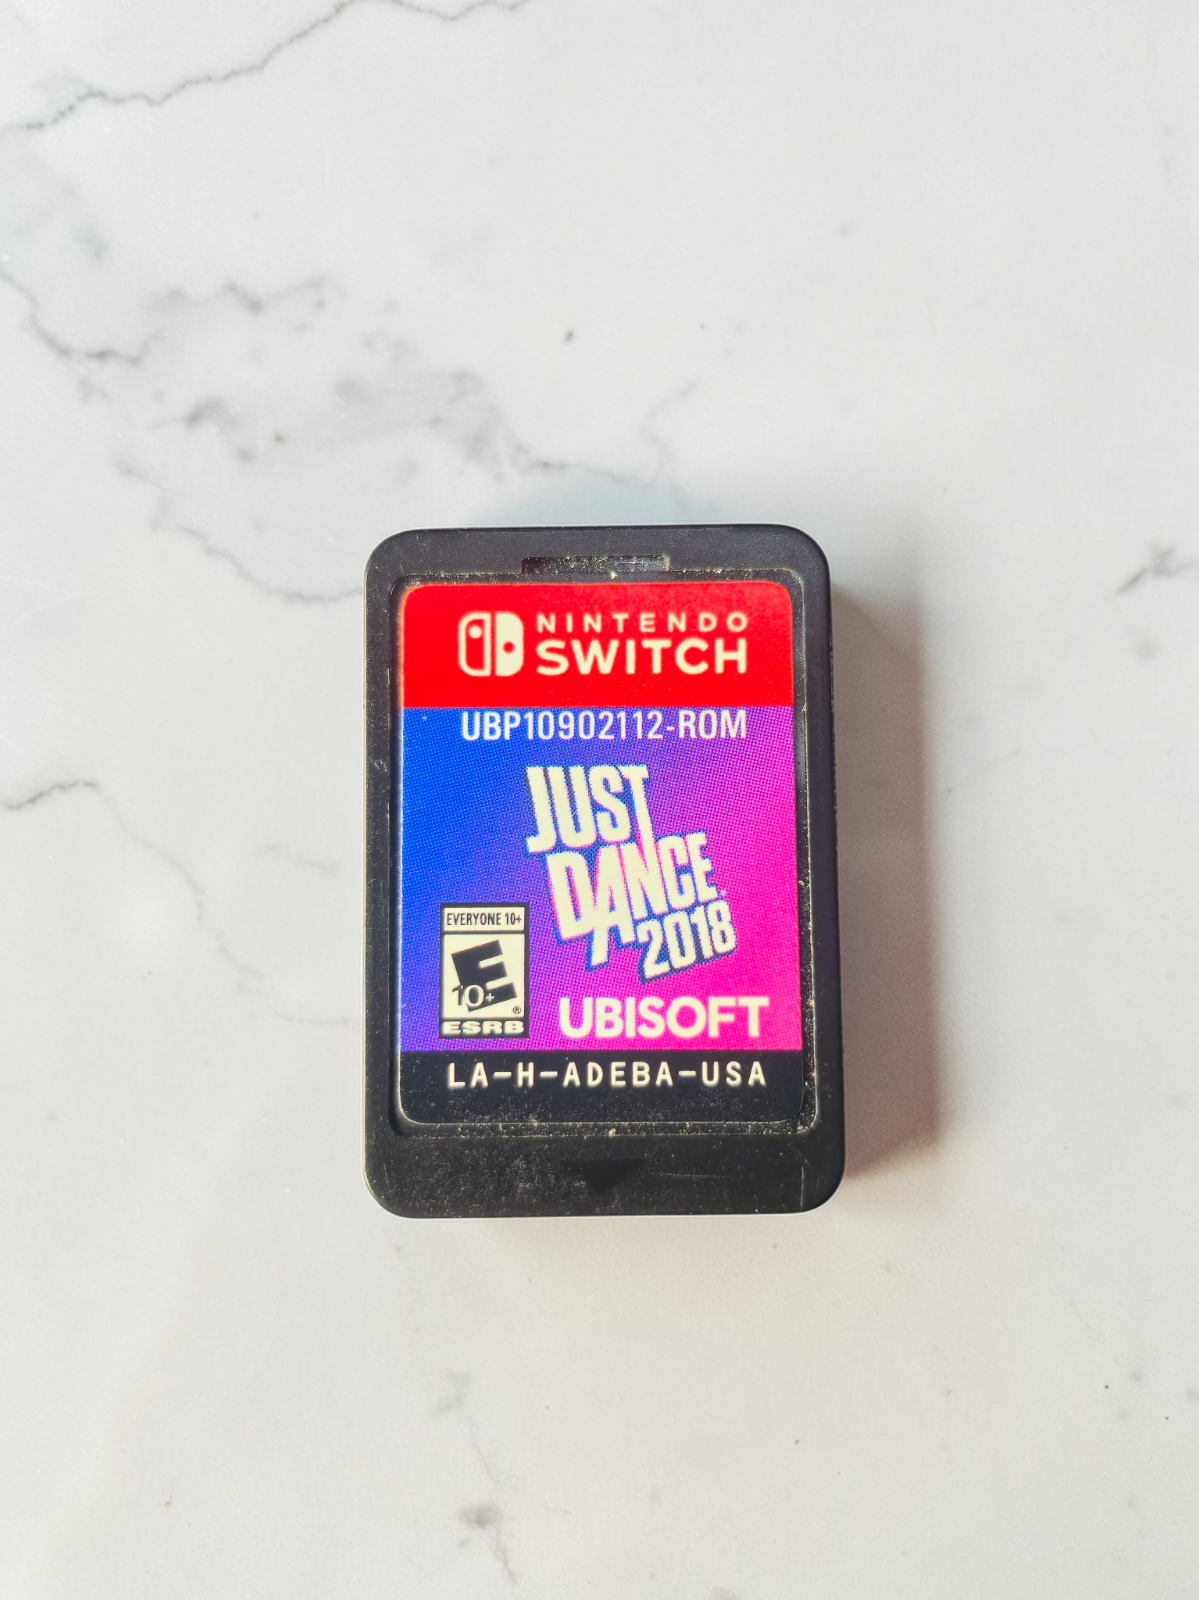 NINTENDO
SWITCH
UBP10902112-ROM
JUST
DANCE
2018
EVERYONE 10+
E
10+
®
ESRB
UBISOFT
LA-H-ADEBA-USA